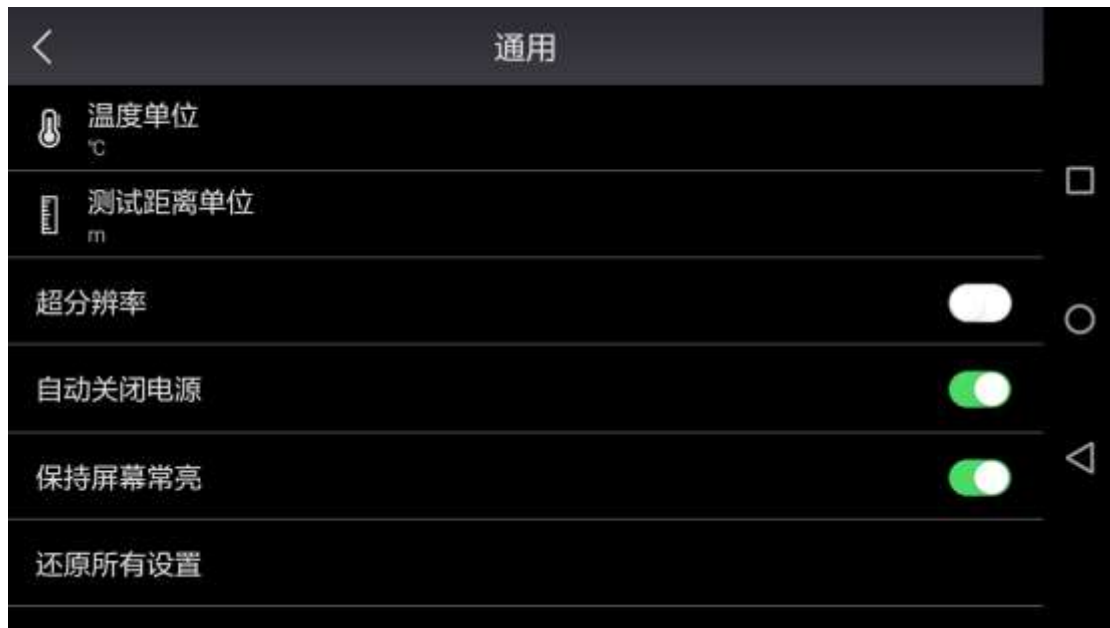 通用
温度单位
℃
测试距离单位
m
超分辨率
自动关闭电源
保持屏幕常亮
还原所有设置